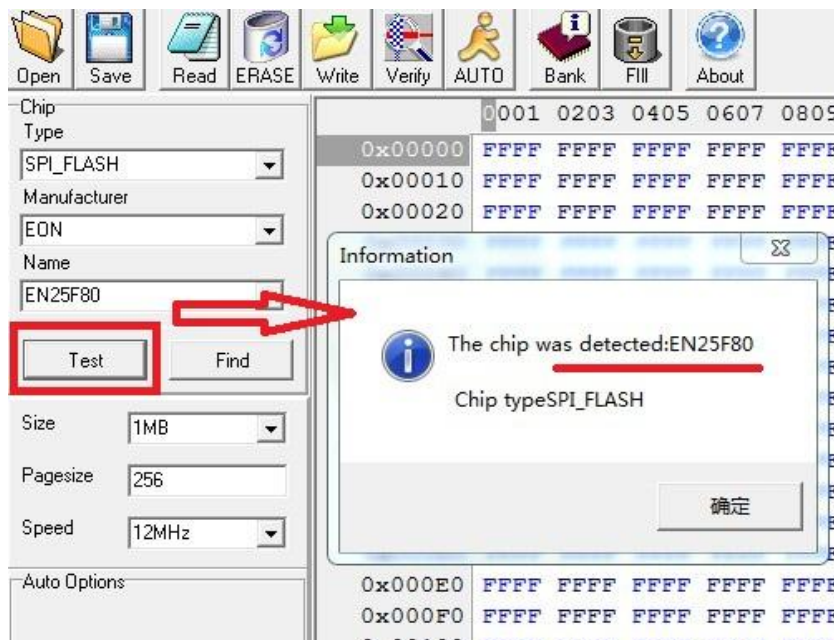 Open Save Read ERASE Write Verify AUTO Bank FIll About
Chip
Type
SPI_FLASH
Manufacturer
EON
Name
EN25F80
Test Find
Size 1MB
Pagesize 256
Speed 12MHz
Auto Options
0001 0203 0405 0607 0809
0x00000 FFFF FFFF FFFF FFFF FFFF
0x00010 FFFF FFFF FFFF FFFF FFFF
0x00020 FFFF FFFF FFFF FFFF FFFF
Information
The chip was detected:EN25F80
Chip typeSPI_FLASH
确定
0x000E0 FFFF FFFF FFFF FFFF FFFF
0x000F0 FFFF FFFF FFFF FFFF FFFF